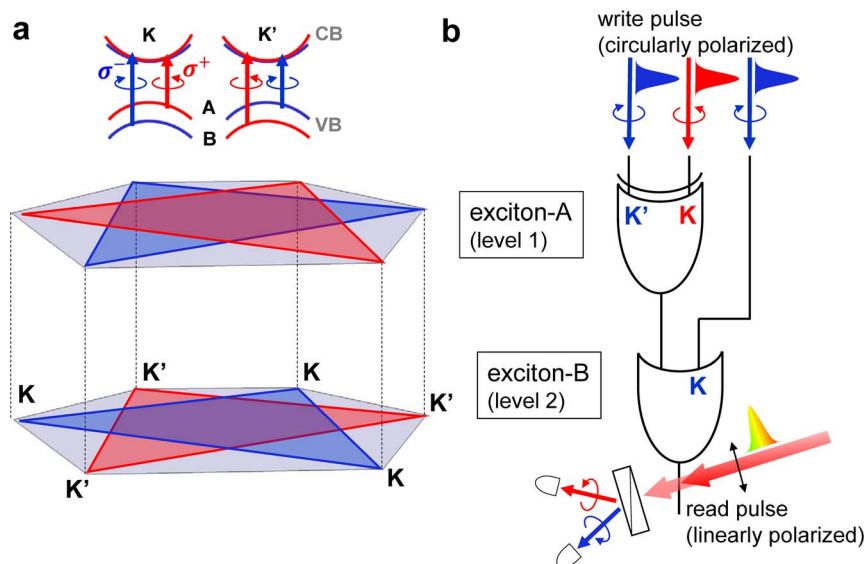 a
K
K'
CB
σ−
σ+
A
B
VB
K
K'
K
K'
K'
K
b
write pulse
(circularly polarized)
exciton-A
(level 1)
K'
K
exciton-B
(level 2)
K
read pulse
(linearly polarized)